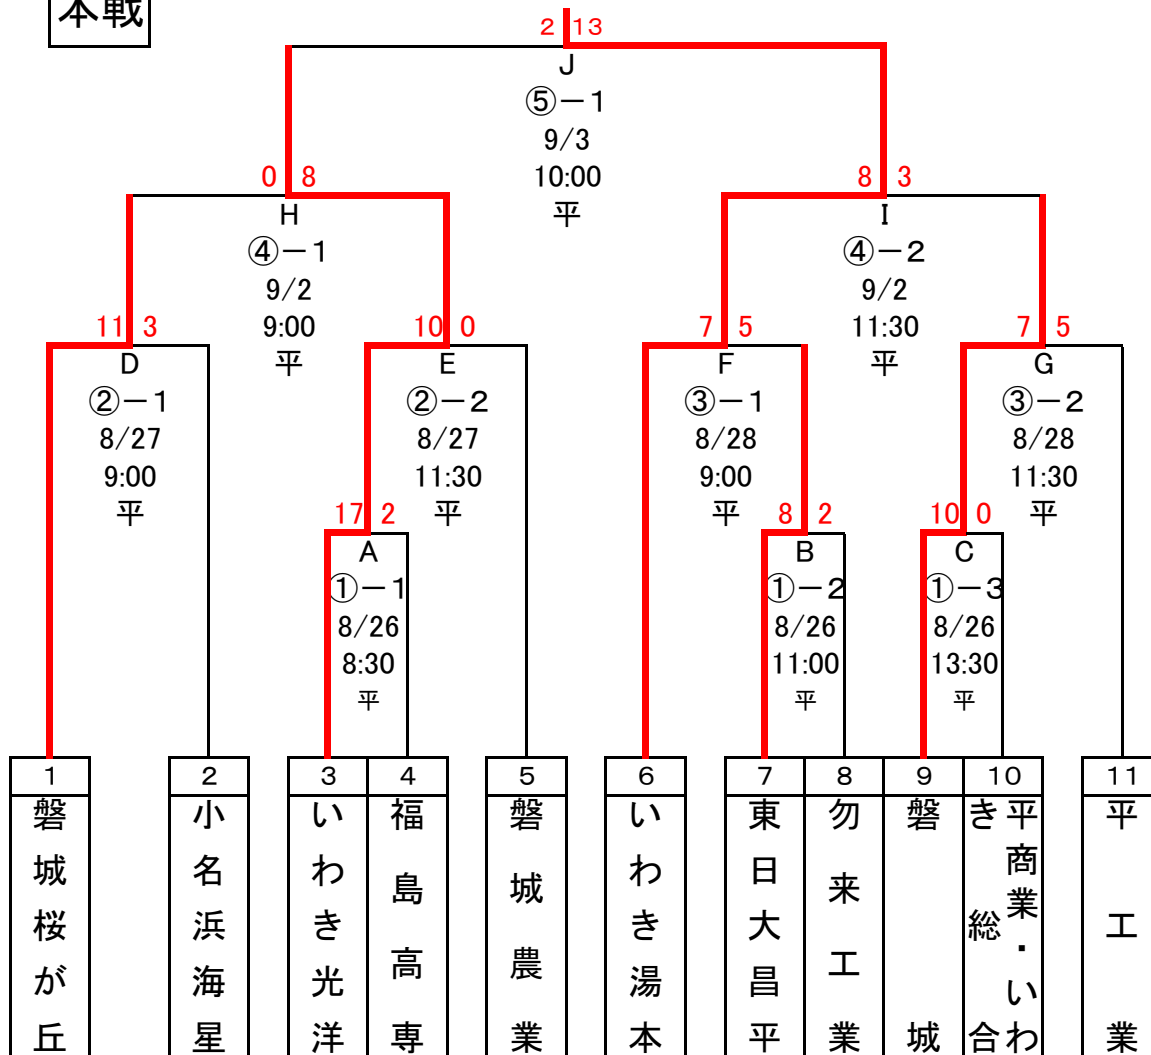 本戦
2 13
J
⑤－1
9/3
10:00
平
0 8
H
④－1
9/2
9:00
平
8 3
I
④－2
9/2
11:30
平
11 3
D
②－1
8/27
9:00
平
10 0
E
②－2
8/27
11:30
平
7 5
F
③－1
8/28
9:00
平
7 5
G
③－2
8/28
11:30
平
17 2
A
①－1
8/26
8:30
平
8 2
B
①－2
8/26
11:00
平
10 0
C
①－3
8/26
13:30
平
1
磐城桜が丘
2
小名浜海星
3
いわき光洋
4
福島高専
5
磐城農業
6
いわき湯本
7
東日大昌平
8
勿来工業
9
磐城
10
平商業・いわ
き総合
11
平工業